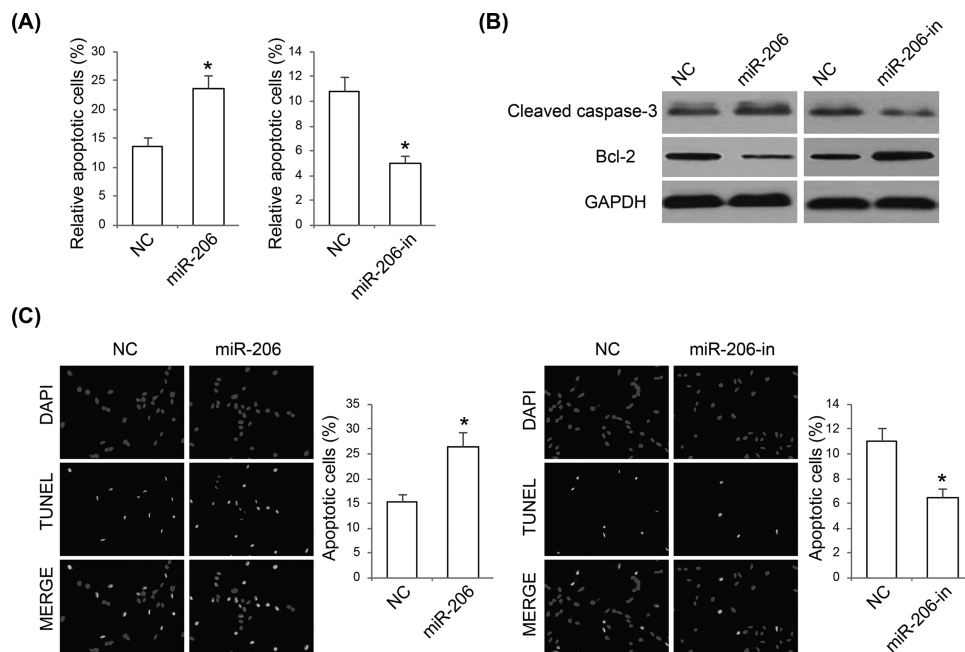 (A)
Relative apoptotic cells (%)
35
30
25
20
15
10
5
0
*
NC
miR-206
Relative apoptotic cells (%)
14
12
10
8
6
4
2
0
*
NC
miR-206-in
(B)
NC
miR-206
NC
miR-206-in
Cleaved caspase-3
Bcl-2
GAPDH
(C)
NC
miR-206
DAPI
TUNEL
MERGE
Apoptotic cells (%)
35
30
25
20
15
10
5
0
*
NC
miR-206
NC
miR-206-in
DAPI
TUNEL
MERGE
Apoptotic cells (%)
14
12
10
8
6
4
2
0
*
NC
miR-206-in